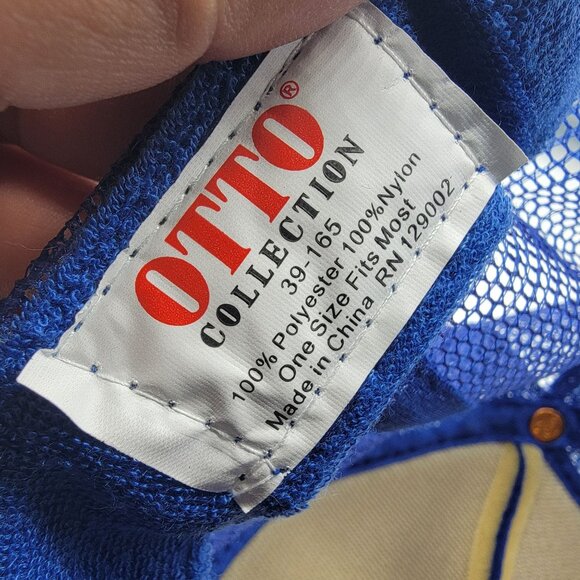 OTTO®
COLLECTION
39-165
100% Polyester 100%Nylon
One Size Fits Most
Made in China RN 129002